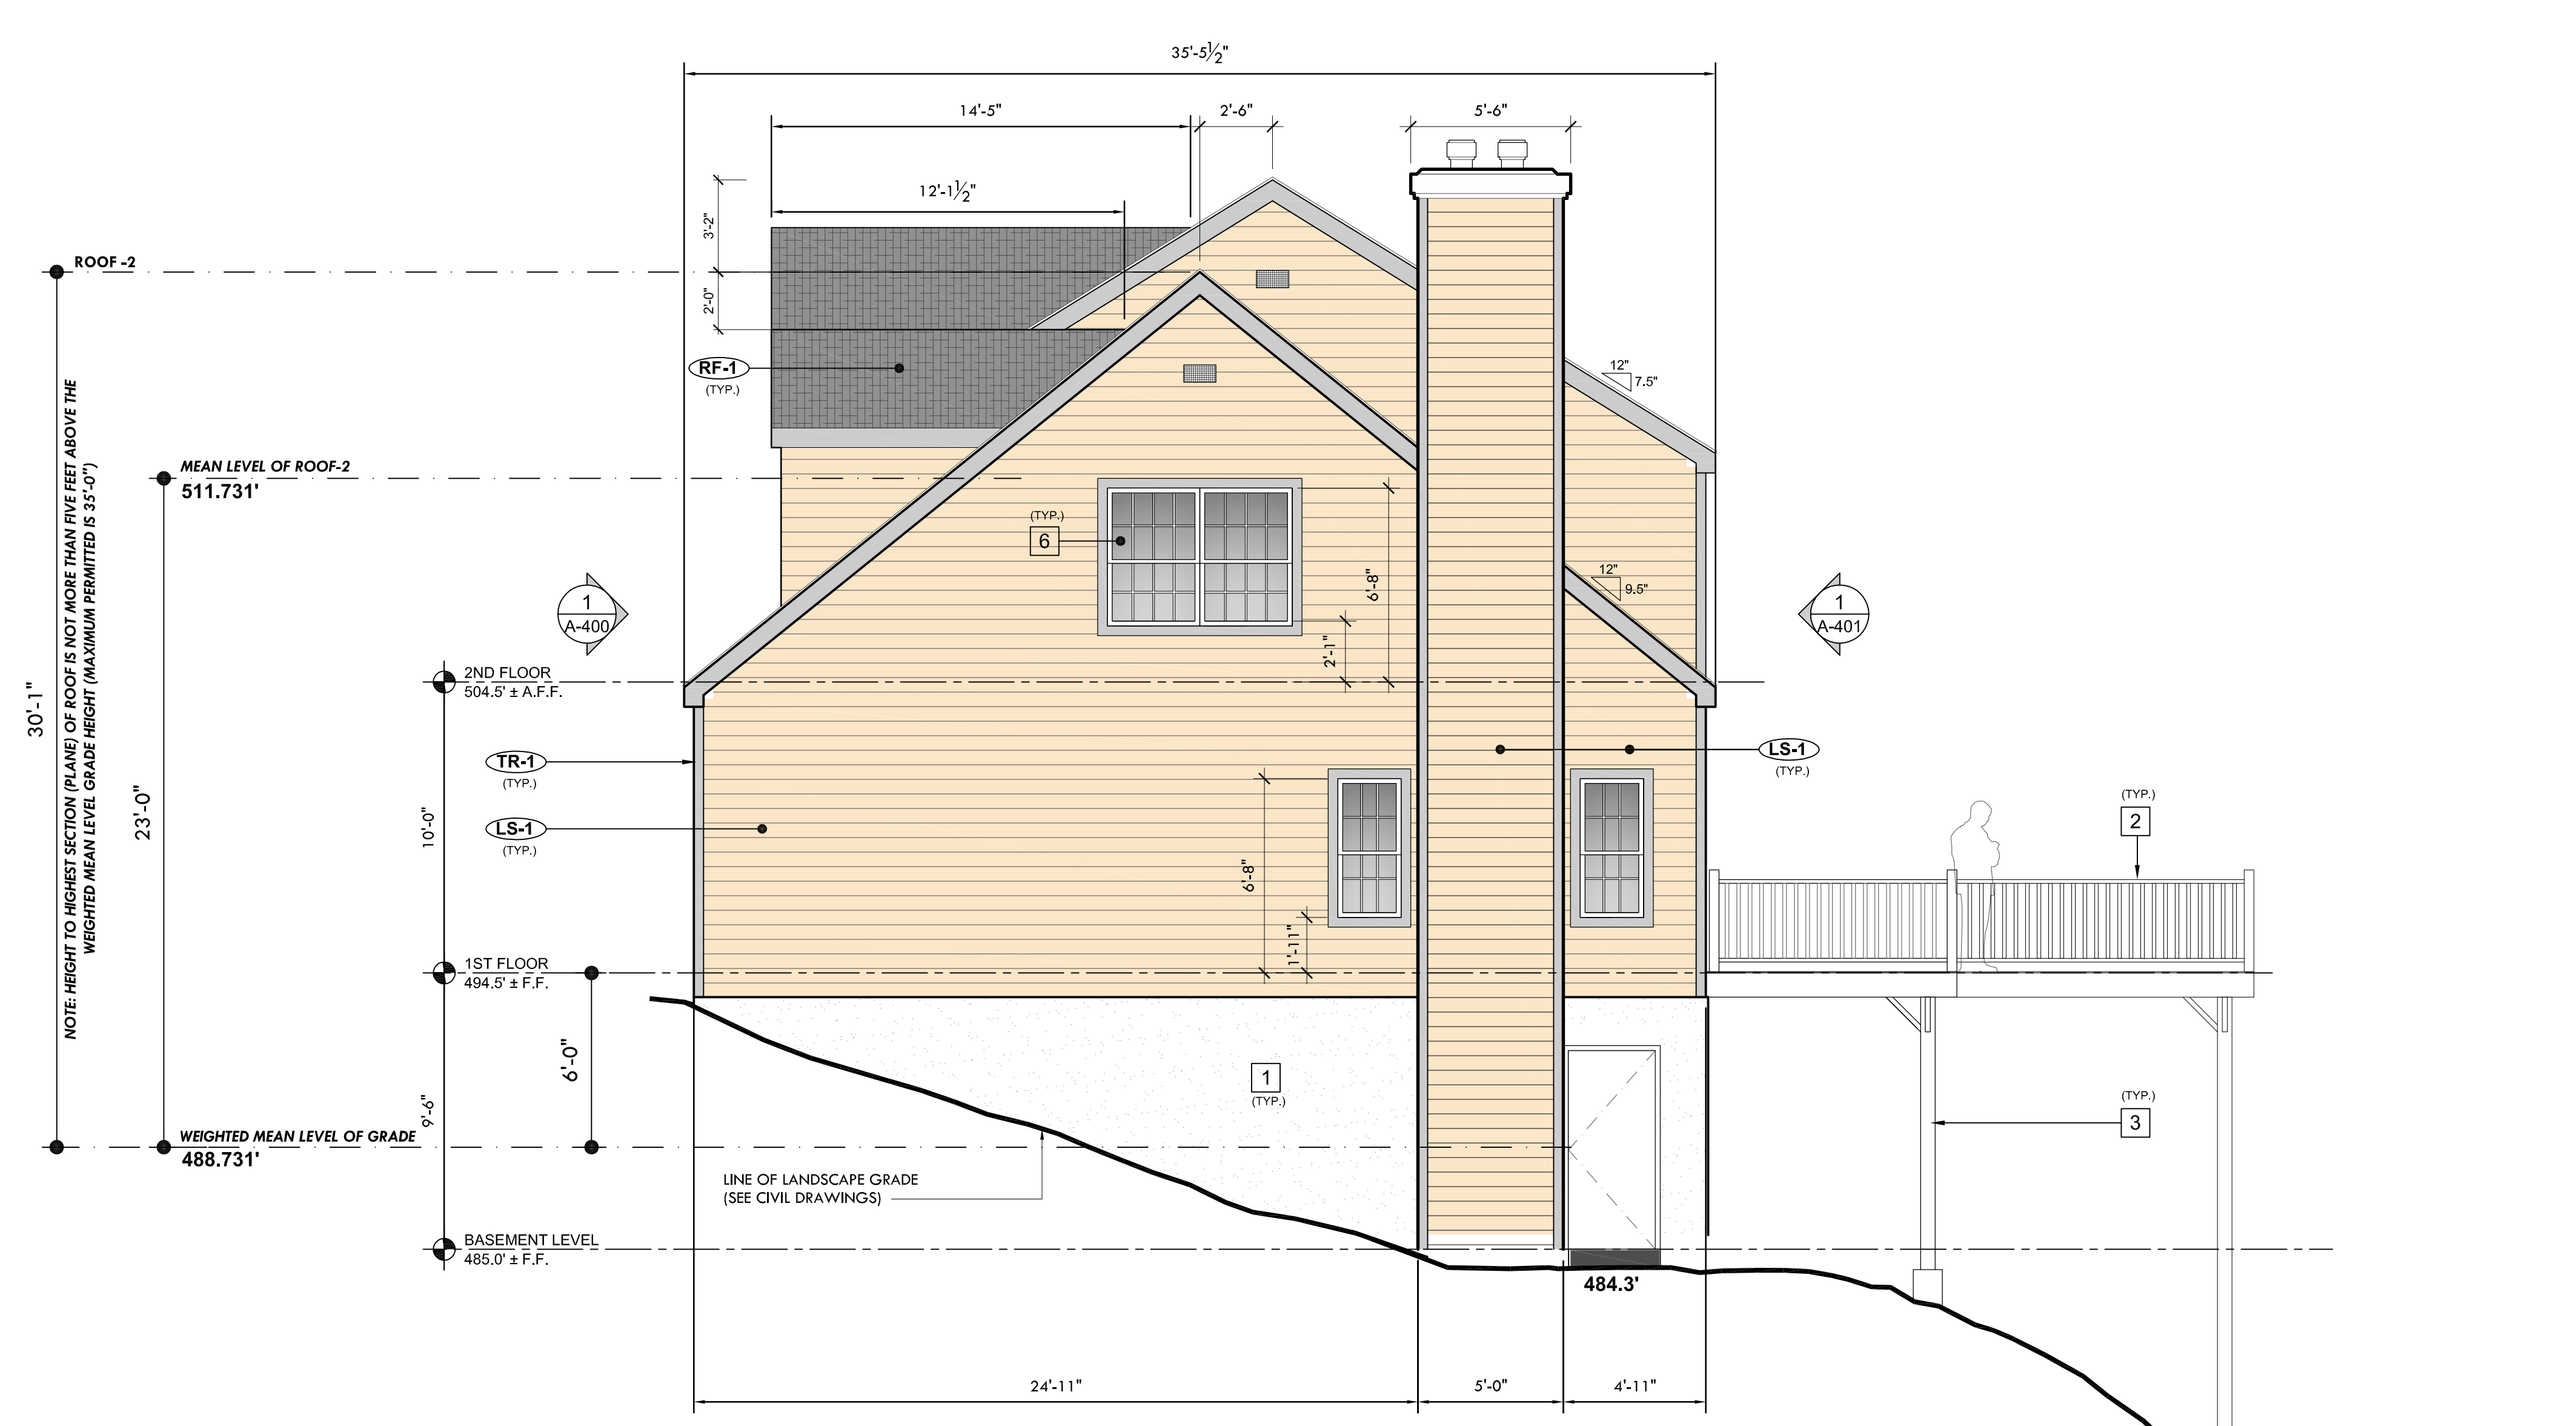 35'-5½"
14'-5"
2'-6"
5'-6"
12'-1½"
3'-2"
2'-0"
ROOF -2
RF-1
(TYP.)
12"
7.5"
MEAN LEVEL OF ROOF-2
511.731'
(TYP.)
6
6'-8"
2'-1"
12"
9.5"
1
A-400
1
A-401
2ND FLOOR
504.5' ± A.F.F.
30'-1"
NOTE: HEIGHT TO HIGHEST SECTION (PLANE) OF ROOF IS NOT MORE THAN FIVE FEET ABOVE THE
WEIGHTED MEAN LEVEL GRADE HEIGHT (MAXIMUM PERMITTED IS 35'-0")
23'-0"
TR-1
(TYP.)
LS-1
(TYP.)
LS-1
(TYP.)
10'-0"
6'-8"
1'-11"
(TYP.)
2
1ST FLOOR
494.5' ± F.F.
6'-0"
9'-6"
1
(TYP.)
(TYP.)
3
WEIGHTED MEAN LEVEL OF GRADE
488.731'
LINE OF LANDSCAPE GRADE
(SEE CIVIL DRAWINGS)
BASEMENT LEVEL
485.0' ± F.F.
484.3'
24'-11"
5'-0"
4'-11"